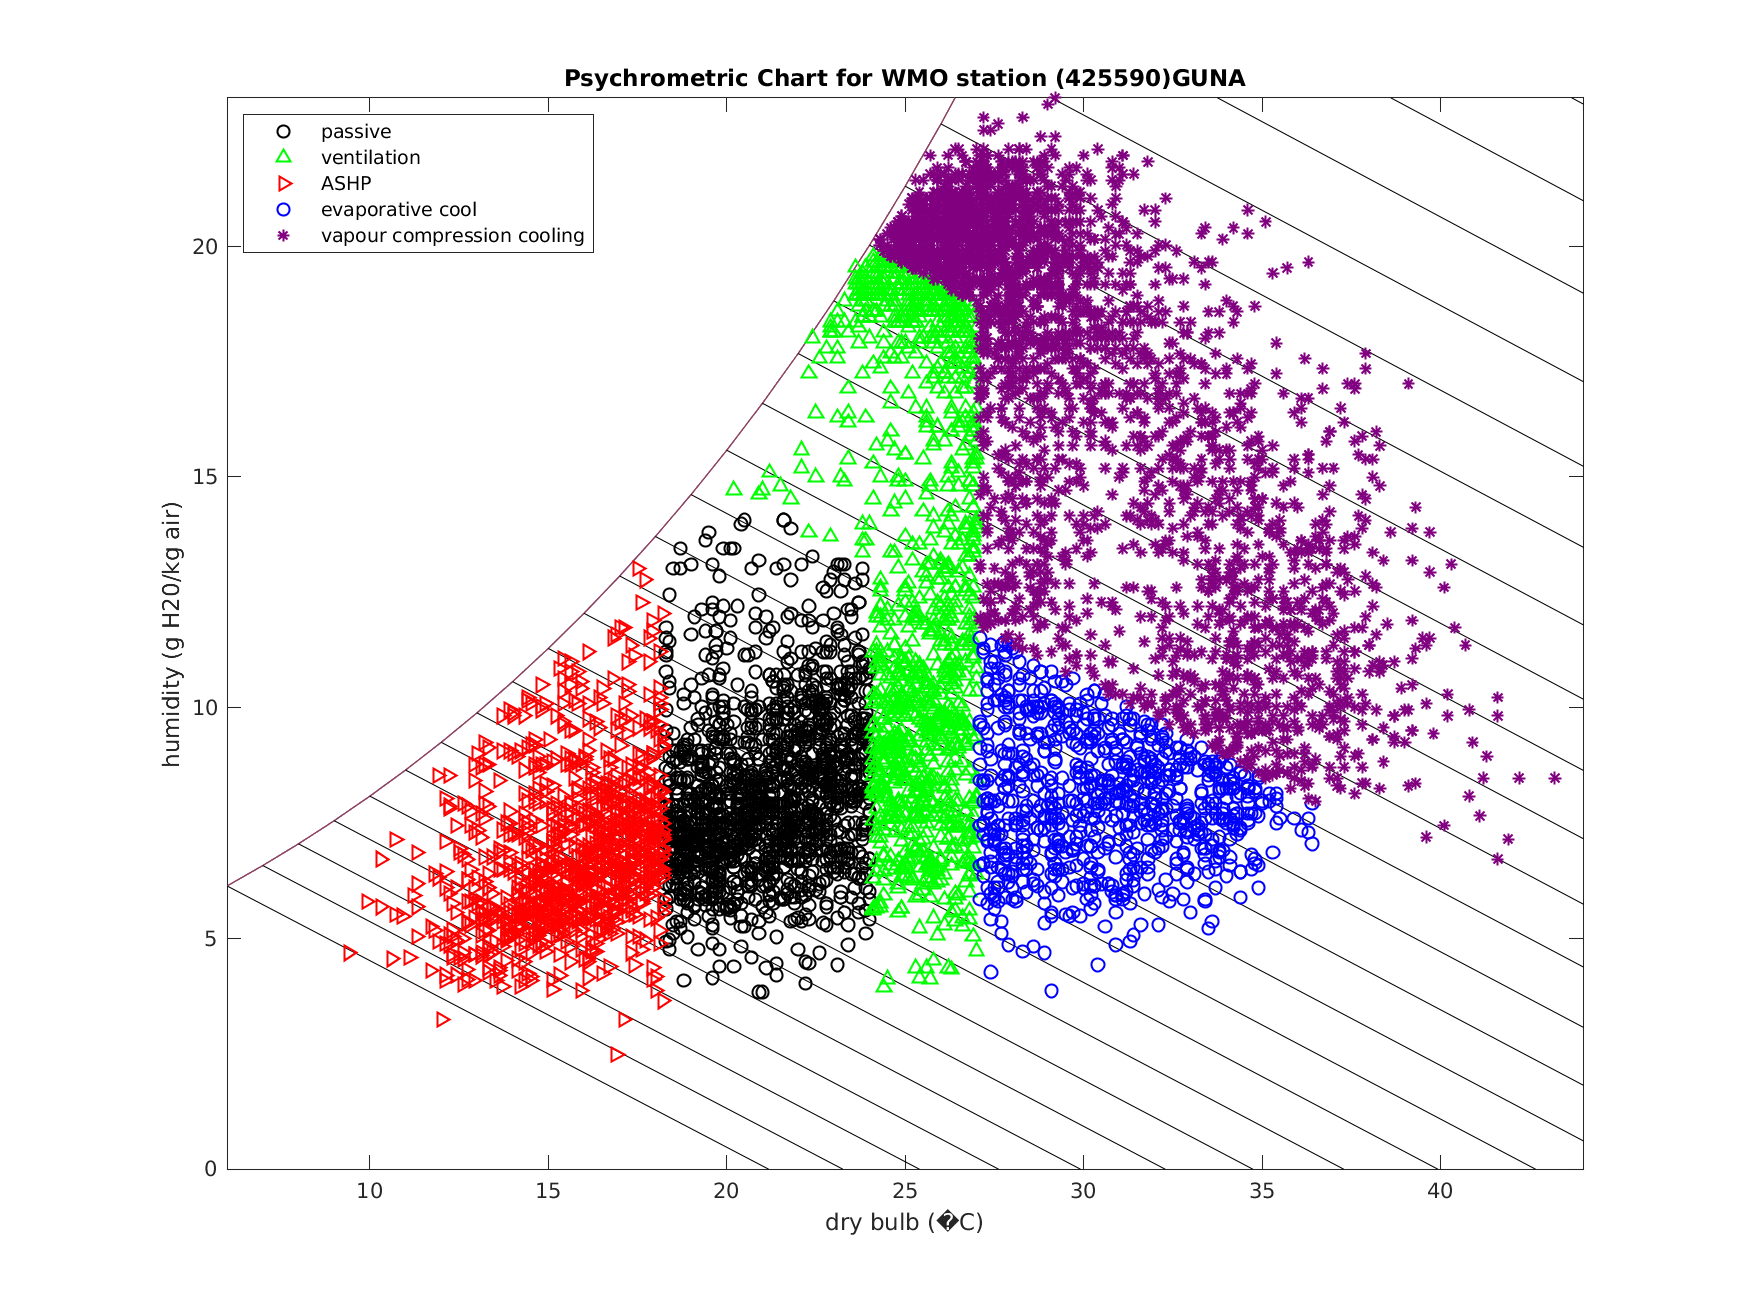 Psychrometric Chart for WMO station (425590)GUNA
passive
ventilation
ASHP
evaporative cool
vapour compression cooling
humidity (g H20/kg air)
20
15
10
5
0
10 15 20 25 30 35 40
dry bulb (�C)